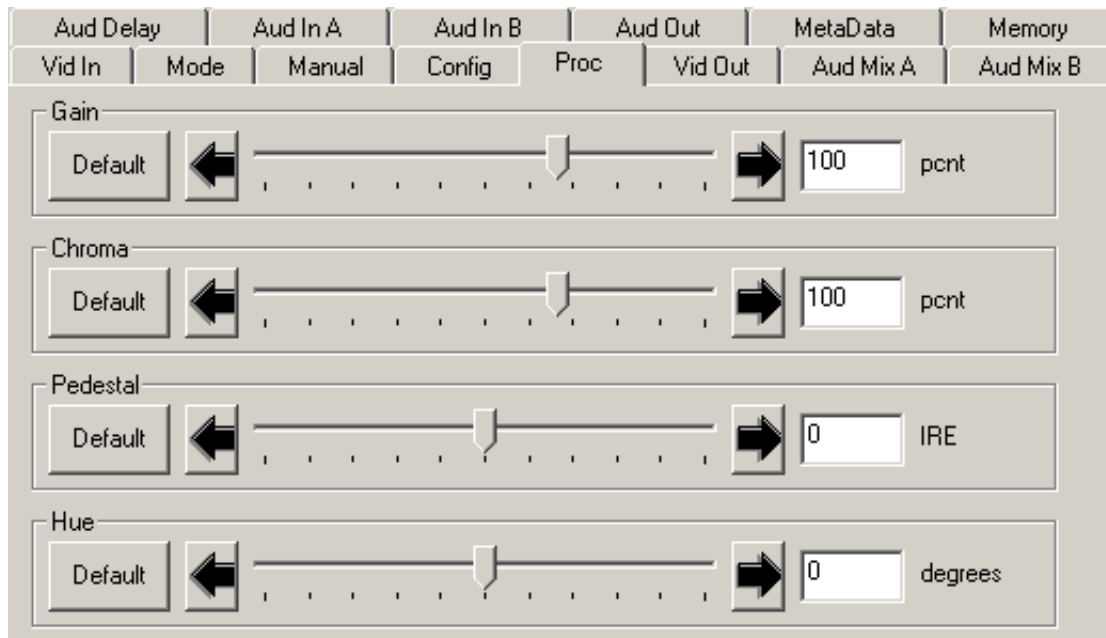 Aud Delay Aud In A Aud In B Aud Out MetaData Memory
Vid In Mode Manual Config Proc Vid Out Aud Mix A Aud Mix B
Gain
Default 100 pcnt
Chroma
Default 100 pcnt
Pedestal
Default 0 IRE
Hue
Default 0 degrees